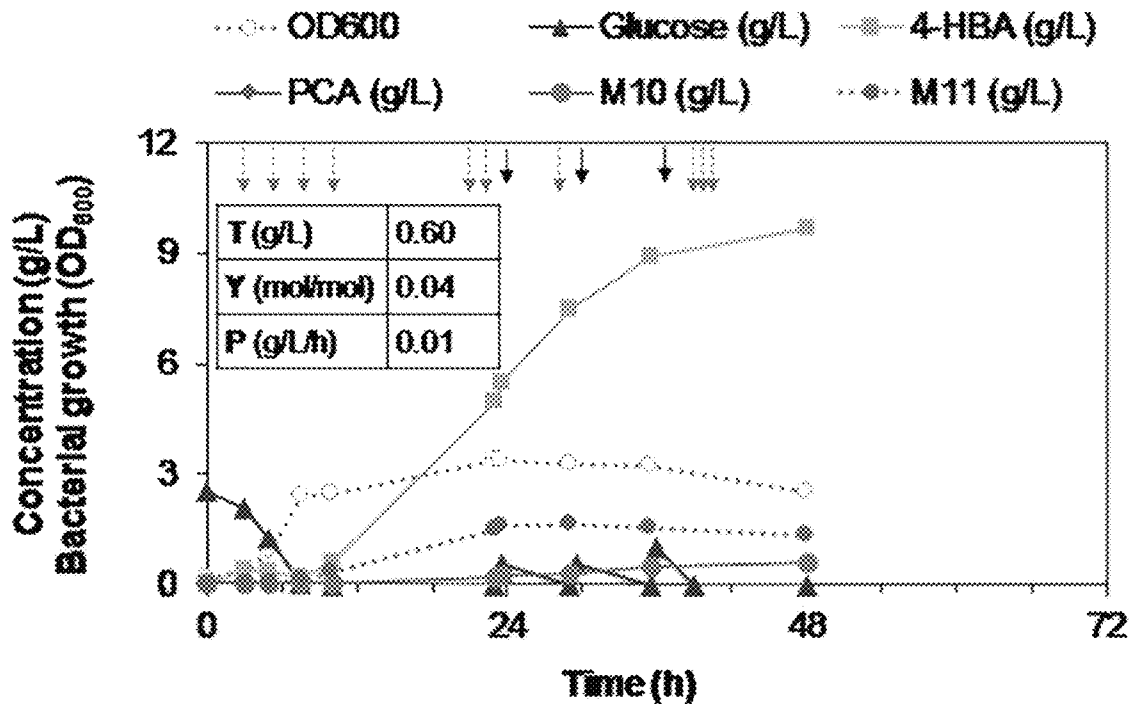 OD600 Glucose (g/L) 4-HBA (g/L)
PCA (g/L) M10 (g/L) M11 (g/L)
Concentration (g/L)
Bacterial growth (OD600)
12
9
6
3
0
T (g/L) 0.60
Y (mol/mol) 0.04
P (g/L/h) 0.01
0 24 48 72
Time (h)